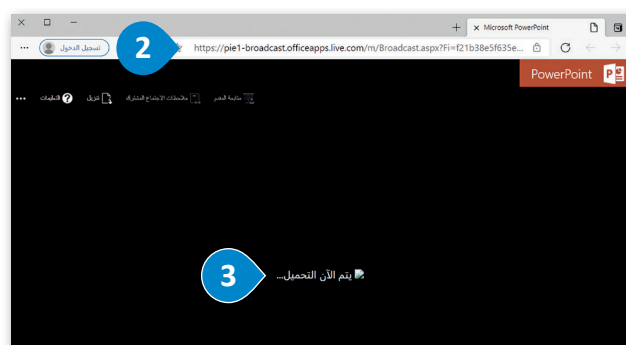 Microsoft PowerPoint
https://pie1-broadcast.officeapps.live.com/m/Broadcast.aspx?Fi=f21b38e5f635e...
2
تسجيل الدخول
PowerPoint
متابعة المقدم ملاحظات الاجتماع المشترك تنزيل التعليمات
يتم الآن التحميل...
3